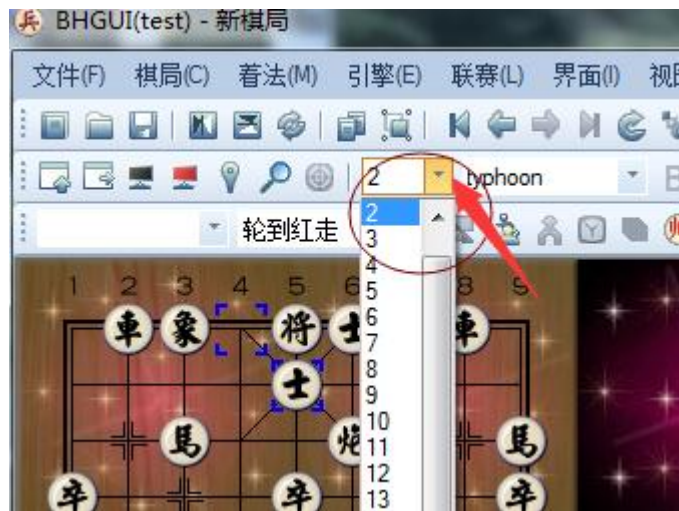 兵 BHGUI(test) - 新棋局
文件(F) 棋局(C) 着法(M) 引擎(E) 联赛(L) 界面(I) 视
2 typhoon B
2
轮到红走
3
4
1 2 3 4 5 6 5 8 9
車 象 将 士 6 車
7
士 8
9
10
馬 炮 11 馬
12
卒 卒 13 卒